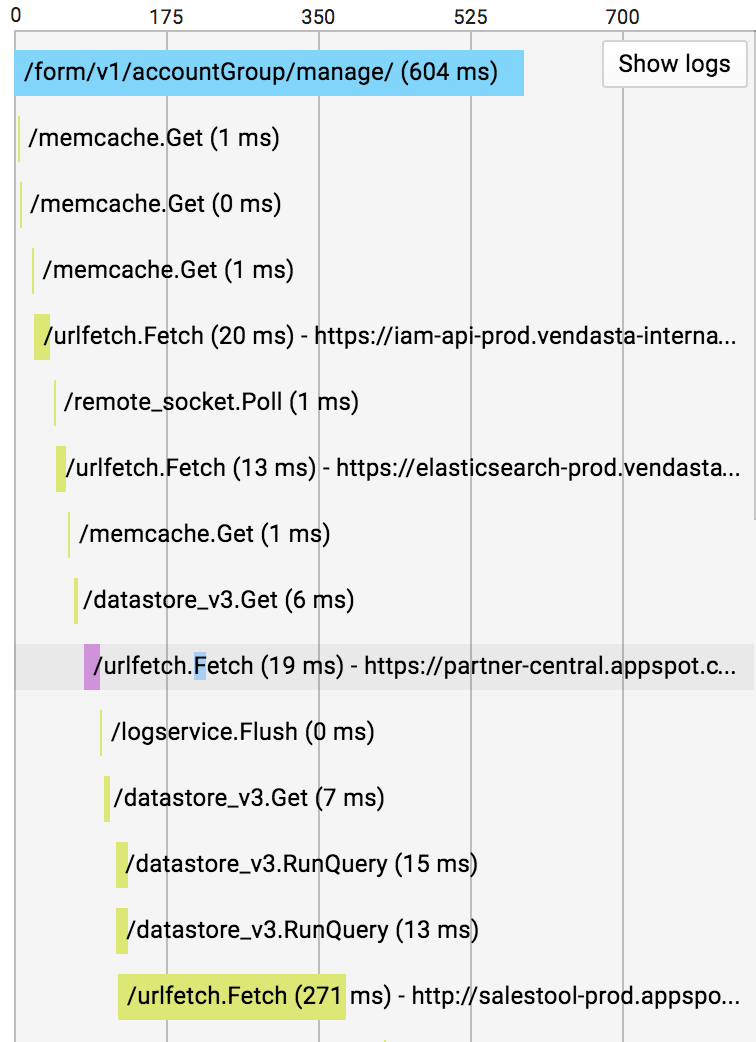 0 175 350 525 700
/form/v1/accountGroup/manage/ (604 ms)
Show logs
/memcache.Get (1 ms)
/memcache.Get (0 ms)
/memcache.Get (1 ms)
/urlfetch.Fetch (20 ms) - https://iam-api-prod.vendasta-interna...
/remote_socket.Poll (1 ms)
/urlfetch.Fetch (13 ms) - https://elasticsearch-prod.vendasta...
/memcache.Get (1 ms)
/datastore_v3.Get (6 ms)
/urlfetch.Fetch (19 ms) - https://partner-central.appspot.c...
/logservice.Flush (0 ms)
/datastore_v3.Get (7 ms)
/datastore_v3.RunQuery (15 ms)
/datastore_v3.RunQuery (13 ms)
/urlfetch.Fetch (271 ms) - http://salestool-prod.appspo...